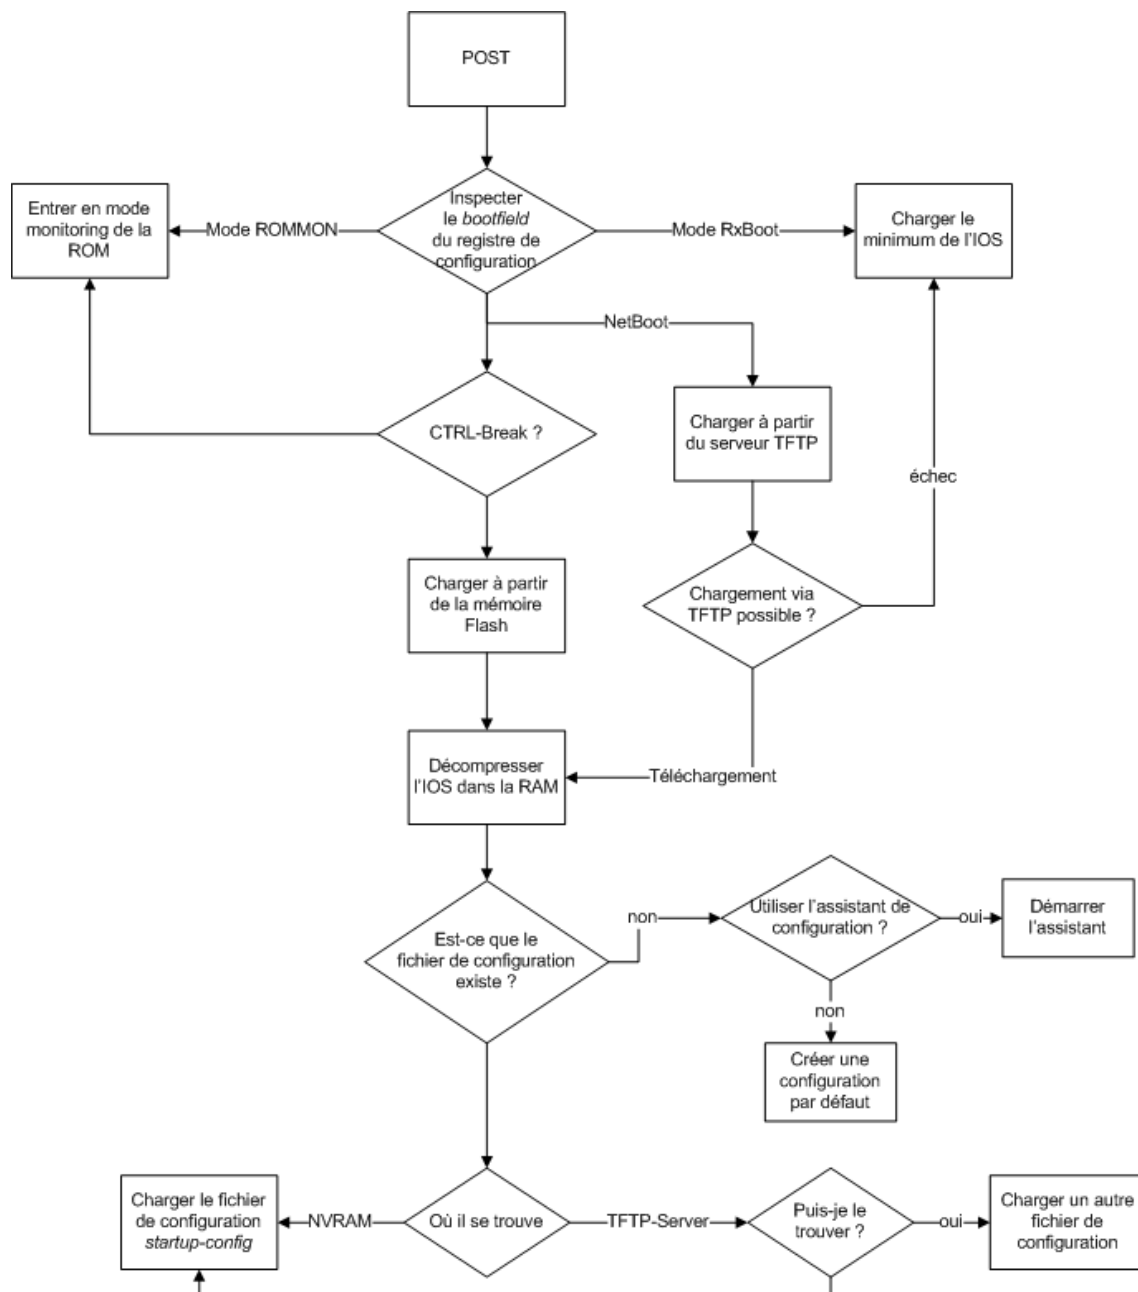 POST
Inspecter
le bootfield
du registre de
configuration
Mode ROMMON
Entrer en mode
monitoring de la
ROM
Mode RxBoot
Charger le
minimum de l'IOS
NetBoot
CTRL-Break ?
Charger à partir
du serveur TFTP
échec
Charger à partir
de la mémoire
Flash
Chargement via
TFTP possible ?
Décompresser
l'IOS dans la RAM
Téléchargement
Est-ce que le
fichier de configuration
existe ?
non
Utiliser l'assistant de
configuration ?
oui
Démarrer
l'assistant
non
Créer une
configuration
par défaut
Charger le fichier
de configuration
startup-config
NVRAM
Où il se trouve
TFTP-Server
Puis-je le
trouver ?
oui
Charger un autre
fichier de
configuration